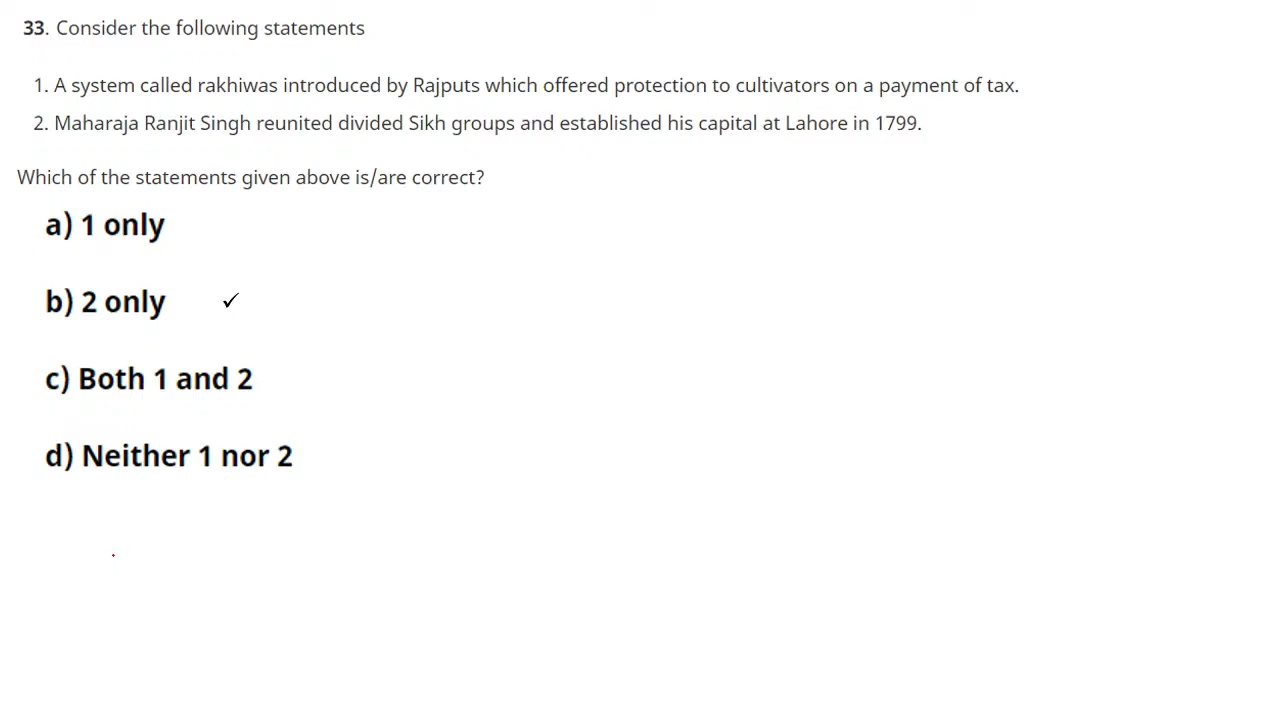 33. Consider the following statements
1. A system called rakhiwas introduced by Rajputs which offered protection to cultivators on a payment of tax.
2. Maharaja Ranjit Singh reunited divided Sikh groups and established his capital at Lahore in 1799.
Which of the statements given above is/are correct?
a) 1 only
b) 2 only ✓
c) Both 1 and 2
d) Neither 1 nor 2